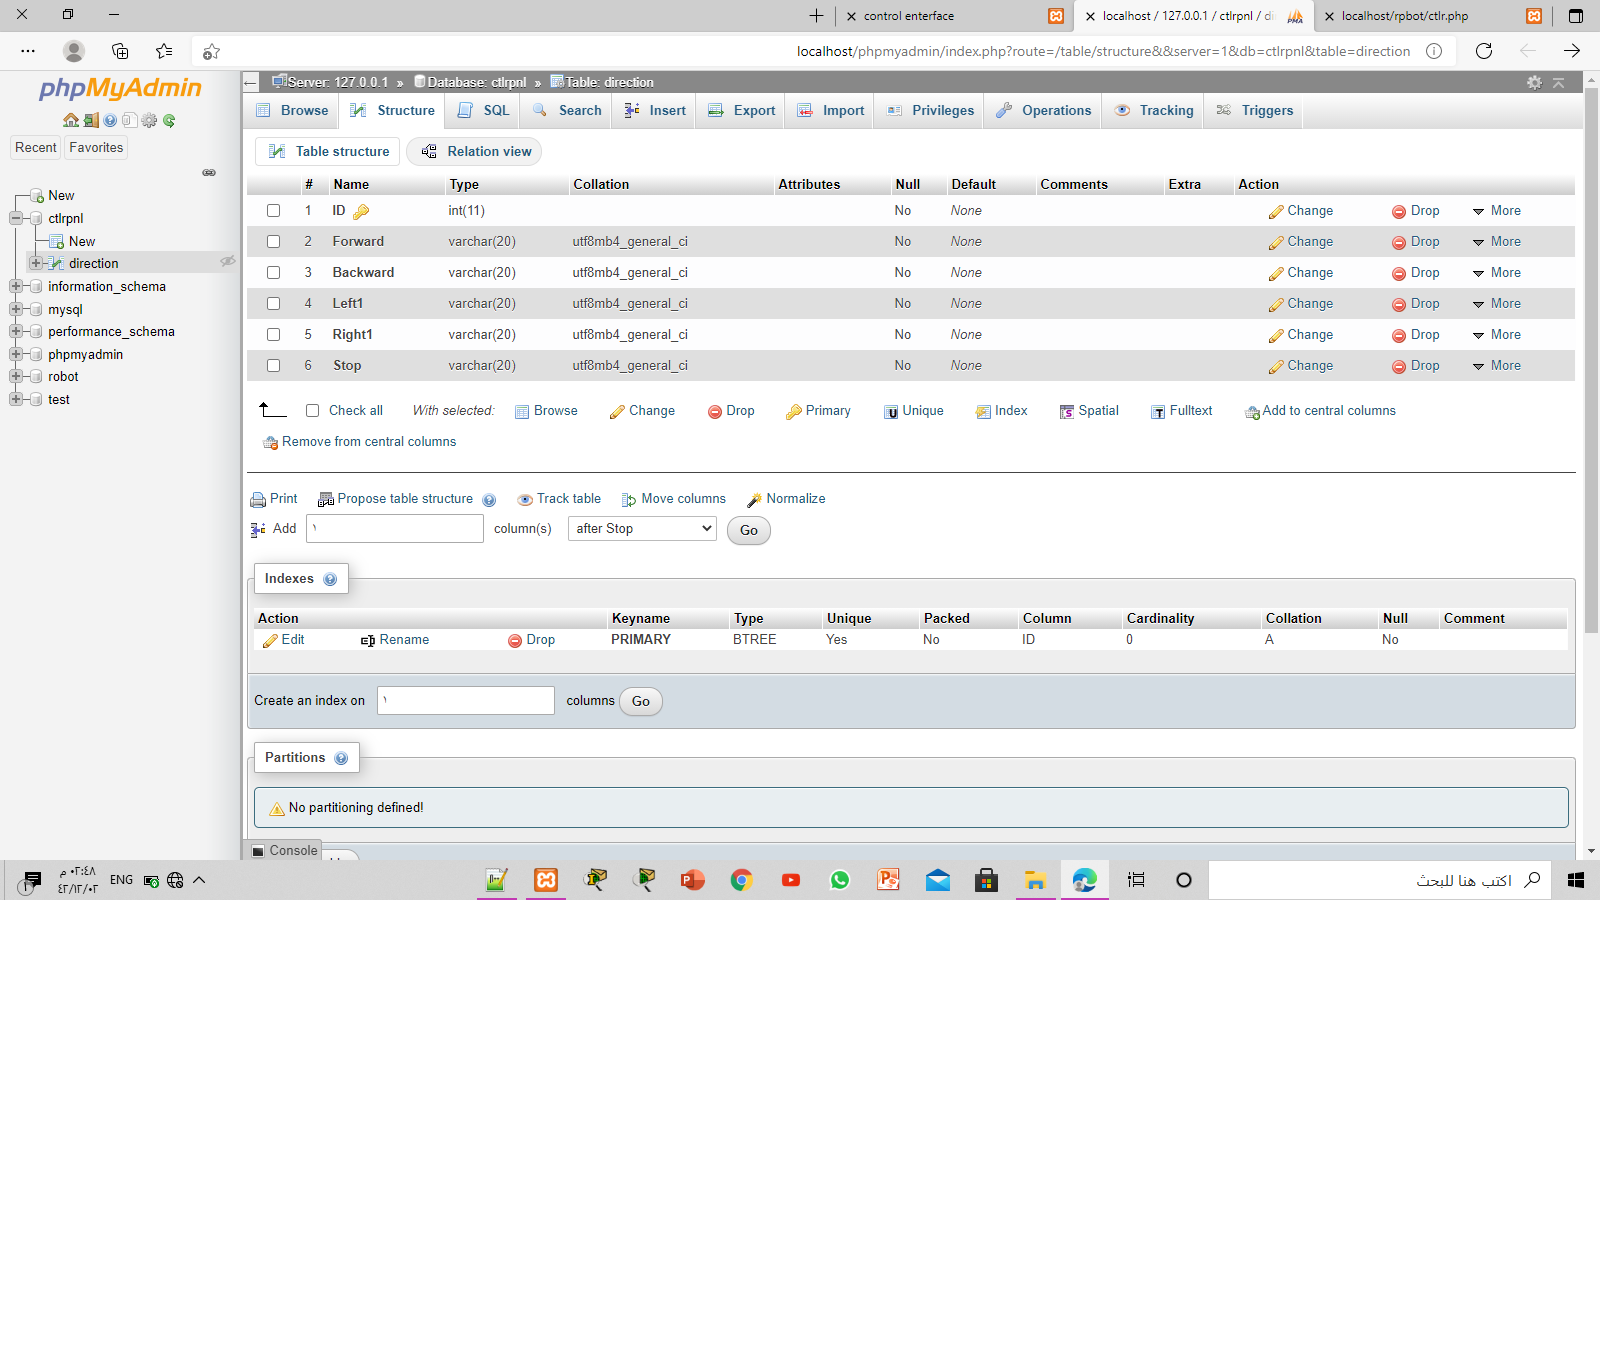 control enterface
localhost / 127.0.0.1 / ctlrpnl / di
localhost/rpbot/ctlr.php
localhost/phpmyadmin/index.php?route=/table/structure&&server=1&db=ctlrpnl&table=direction
phpMyAdmin
Recent
Favorites
New
ctlrpnl
New
direction
information_schema
mysql
performance_schema
phpmyadmin
robot
test
Server: 127.0.0.1 » Database: ctlrpnl » Table: direction
Browse Structure SQL Search Insert Export Import Privileges Operations Tracking Triggers
Table structure Relation view
# Name Type Collation Attributes Null Default Comments Extra Action
1 ID int(11) No None Change Drop More
2 Forward varchar(20) utf8mb4_general_ci No None Change Drop More
3 Backward varchar(20) utf8mb4_general_ci No None Change Drop More
4 Left1 varchar(20) utf8mb4_general_ci No None Change Drop More
5 Right1 varchar(20) utf8mb4_general_ci No None Change Drop More
6 Stop varchar(20) utf8mb4_general_ci No None Change Drop More
Check all With selected: Browse Change Drop Primary Unique Index Spatial Fulltext Add to central columns
Remove from central columns
Print Propose table structure Track table Move columns Normalize
Add ١ column(s) after Stop Go
Indexes
Action Keyname Type Unique Packed Column Cardinality Collation Null Comment
Edit Rename Drop PRIMARY BTREE Yes No ID 0 A No
Create an index on ١ columns Go
Partitions
No partitioning defined!
Console
٠٢:٤٨ م
٤٣/١٢/٠٢
ENG
اكتب هنا للبحث